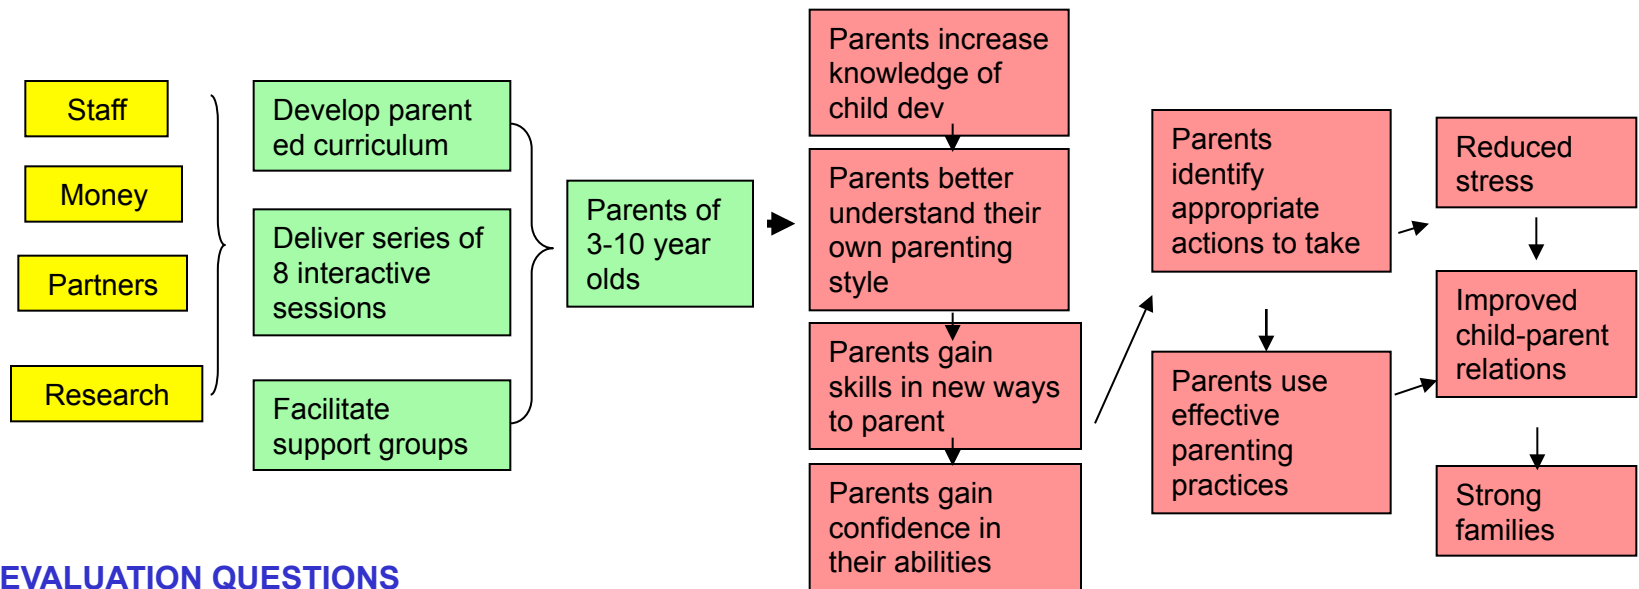 Staff
Money
Partners
Research
Develop parent
ed curriculum
Deliver series of
8 interactive
sessions
Facilitate
support groups
Parents of
3-10 year
olds
Parents increase
knowledge of
child dev
Parents better
understand their
own parenting
style
Parents gain
skills in new ways
to parent
Parents gain
confidence in
their abilities
Parents
identify
appropriate
actions to take
Parents use
effective
parenting
practices
Reduced
stress
Improved
child-parent
relations
Strong
families
EVALUATION QUESTIONS